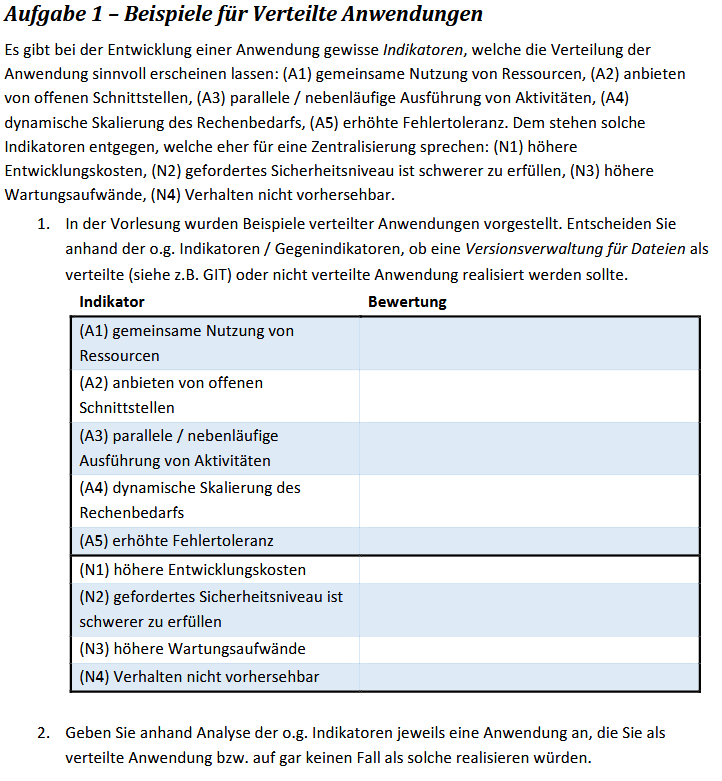 Aufgabe 1 – Beispiele für Verteilte Anwendungen
Es gibt bei der Entwicklung einer Anwendung gewisse Indikatoren, welche die Verteilung der
Anwendung sinnvoll erscheinen lassen: (A1) gemeinsame Nutzung von Ressourcen, (A2) anbieten
von offenen Schnittstellen, (A3) parallele / nebenläufige Ausführung von Aktivitäten, (A4)
dynamische Skalierung des Rechenbedarfs, (A5) erhöhte Fehlertoleranz. Dem stehen solche
Indikatoren entgegen, welche eher für eine Zentralisierung sprechen: (N1) höhere
Entwicklungskosten, (N2) gefordertes Sicherheitsniveau ist schwerer zu erfüllen, (N3) höhere
Wartungsaufwände, (N4) Verhalten nicht vorhersehbar.
1. In der Vorlesung wurden Beispiele verteilter Anwendungen vorgestellt. Entscheiden Sie
anhand der o.g. Indikatoren / Gegenindikatoren, ob eine Versionsverwaltung für Dateien als
verteilte (siehe z.B. GIT) oder nicht verteilte Anwendung realisiert werden sollte.
Indikator Bewertung
(A1) gemeinsame Nutzung von
Ressourcen
(A2) anbieten von offenen
Schnittstellen
(A3) parallele / nebenläufige
Ausführung von Aktivitäten
(A4) dynamische Skalierung des
Rechenbedarfs
(A5) erhöhte Fehlertoleranz
(N1) höhere Entwicklungskosten
(N2) gefordertes Sicherheitsniveau ist
schwerer zu erfüllen
(N3) höhere Wartungsaufwände
(N4) Verhalten nicht vorhersehbar
2. Geben Sie anhand Analyse der o.g. Indikatoren jeweils eine Anwendung an, die Sie als
verteilte Anwendung bzw. auf gar keinen Fall als solche realisieren würden.